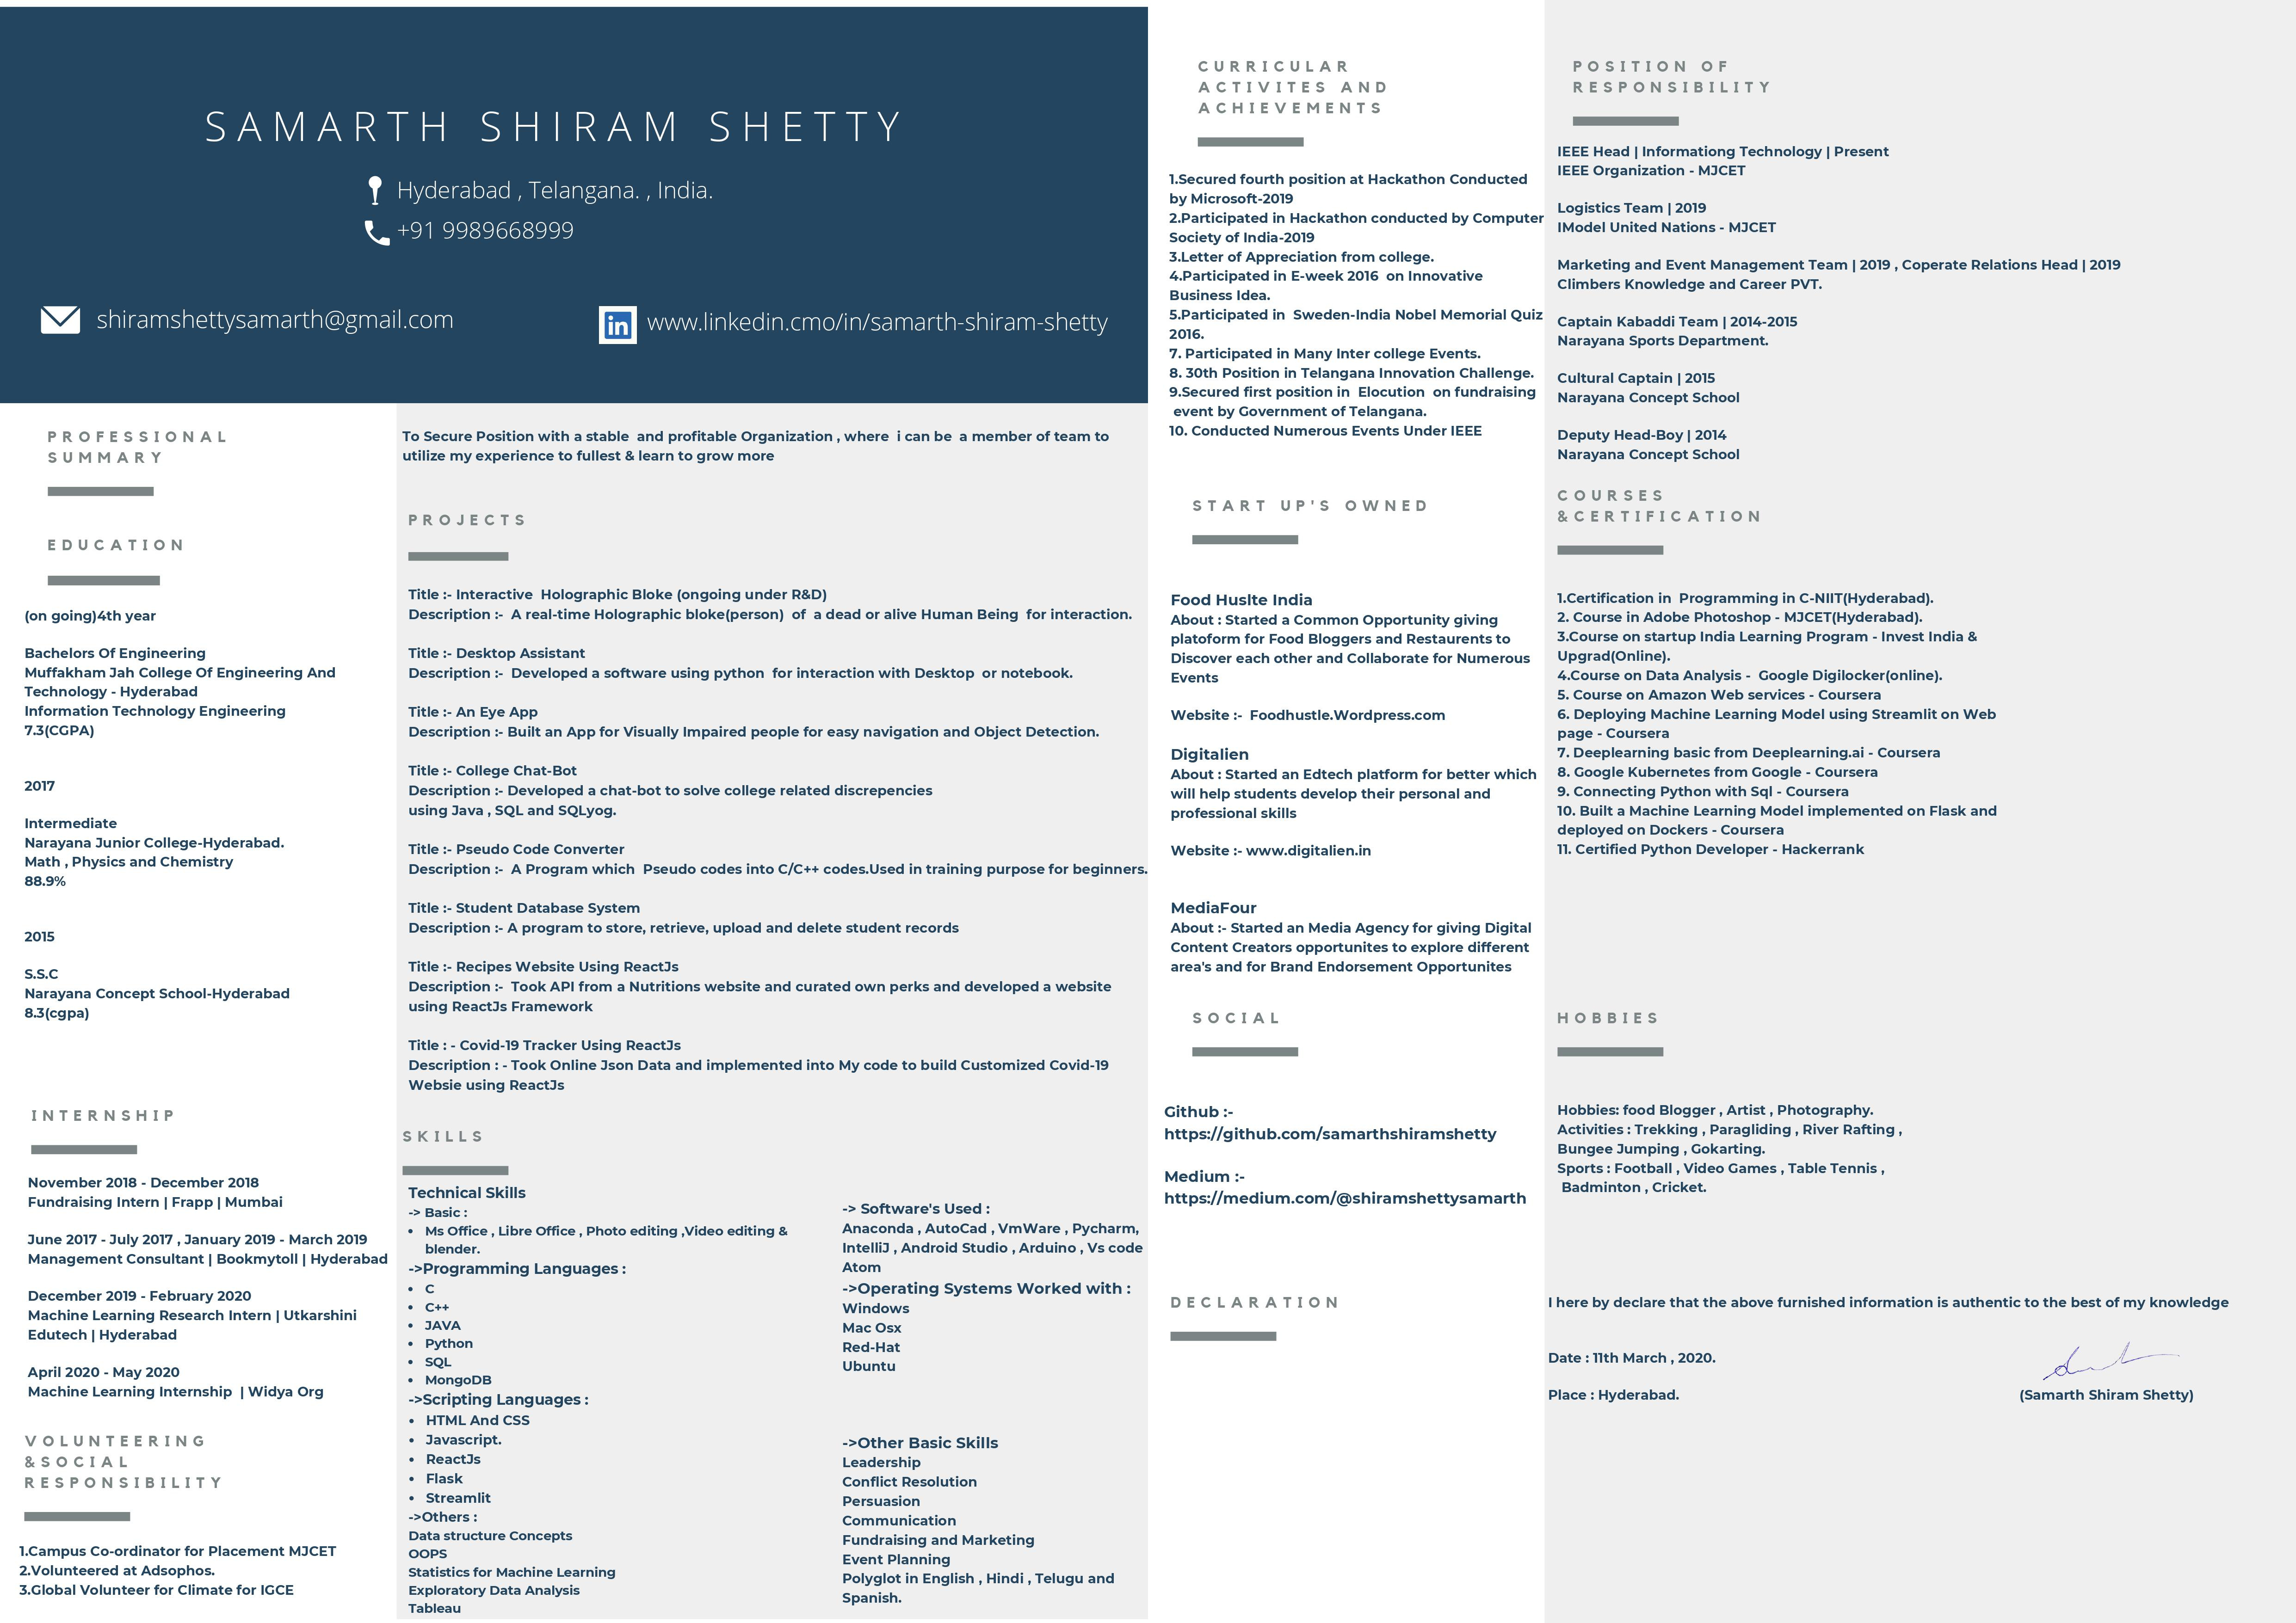 SAMARTH SHIRAM SHETTY
Hyderabad , Telangana. , India.
+91 9989668999
shiramshettysamarth@gmail.com
www.linkedin.cmo/in/samarth-shiram-shetty
PROFESSIONAL
SUMMARY
To Secure Position with a stable and profitable Organization , where i can be a member of team to
utilize my experience to fullest & learn to grow more
EDUCATION
(on going)4th year
Bachelors Of Engineering
Muffakham Jah College Of Engineering And
Technology - Hyderabad
Information Technology Engineering
7.3(CGPA)
2017
Intermediate
Narayana Junior College-Hyderabad.
Math , Physics and Chemistry
88.9%
2015
S.S.C
Narayana Concept School-Hyderabad
8.3(cgpa)
INTERNSHIP
November 2018 - December 2018
Fundraising Intern | Frapp | Mumbai
June 2017 - July 2017 , January 2019 - March 2019
Management Consultant | Bookmytoll | Hyderabad
December 2019 - February 2020
Machine Learning Research Intern | Utkarshini
Edutech | Hyderabad
April 2020 - May 2020
Machine Learning Internship | Widya Org
VOLUNTEERING
&SOCIAL
RESPONSIBILITY
1.Campus Co-ordinator for Placement MJCET
2.Volunteered at Adsophos.
3.Global Volunteer for Climate for IGCE
PROJECTS
Title :- Interactive Holographic Bloke (ongoing under R&D)
Description :- A real-time Holographic bloke(person) of a dead or alive Human Being for interaction.
Title :- Desktop Assistant
Description :- Developed a software using python for interaction with Desktop or notebook.
Title :- An Eye App
Description :- Built an App for Visually Impaired people for easy navigation and Object Detection.
Title :- College Chat-Bot
Description :- Developed a chat-bot to solve college related discrepencies
using Java , SQL and SQLyog.
Title :- Pseudo Code Converter
Description :- A Program which Pseudo codes into C/C++ codes.Used in training purpose for beginners.
Title :- Student Database System
Description :- A program to store, retrieve, upload and delete student records
Title :- Recipes Website Using ReactJs
Description :- Took API from a Nutritions website and curated own perks and developed a website
using ReactJs Framework
Title : - Covid-19 Tracker Using ReactJs
Description : - Took Online Json Data and implemented into My code to build Customized Covid-19
Websie using ReactJs
SKILLS
Technical Skills
-> Basic :
• Ms Office , Libre Office , Photo editing ,Video editing &
blender.
->Programming Languages :
• C
• C++
• JAVA
• Python
• SQL
• MongoDB
->Scripting Languages :
• HTML And CSS
• Javascript.
• ReactJs
• Flask
• Streamlit
->Others :
Data structure Concepts
OOPS
Statistics for Machine Learning
Exploratory Data Analysis
Tableau
-> Software's Used :
Anaconda , AutoCad , VmWare , Pycharm,
IntelliJ , Android Studio , Arduino , Vs code
Atom
->Operating Systems Worked with :
Windows
Mac Osx
Red-Hat
Ubuntu
->Other Basic Skills
Leadership
Conflict Resolution
Persuasion
Communication
Fundraising and Marketing
Event Planning
Polyglot in English , Hindi , Telugu and
Spanish.
CURRICULAR
ACTIVITES AND
ACHIEVEMENTS
1.Secured fourth position at Hackathon Conducted
by Microsoft-2019
2.Participated in Hackathon conducted by Computer
Society of India-2019
3.Letter of Appreciation from college.
4.Participated in E-week 2016 on Innovative
Business Idea.
5.Participated in Sweden-India Nobel Memorial Quiz
2016.
7. Participated in Many Inter college Events.
8. 30th Position in Telangana Innovation Challenge.
9.Secured first position in Elocution on fundraising
event by Government of Telangana.
10. Conducted Numerous Events Under IEEE
START UP'S OWNED
Food Huslte India
About : Started a Common Opportunity giving
platoform for Food Bloggers and Restaurents to
Discover each other and Collaborate for Numerous
Events
Website :- Foodhustle.Wordpress.com
Digitalien
About : Started an Edtech platform for better which
will help students develop their personal and
professional skills
Website :- www.digitalien.in
MediaFour
About :- Started an Media Agency for giving Digital
Content Creators opportunites to explore different
area's and for Brand Endorsement Opportunites
SOCIAL
Github :-
https://github.com/samarthshiramshetty
Medium :-
https://medium.com/@shiramshettysamarth
POSITION OF
RESPONSIBILITY
IEEE Head | Informationg Technology | Present
IEEE Organization - MJCET
Logistics Team | 2019
IModel United Nations - MJCET
Marketing and Event Management Team | 2019 , Coperate Relations Head | 2019
Climbers Knowledge and Career PVT.
Captain Kabaddi Team | 2014-2015
Narayana Sports Department.
Cultural Captain | 2015
Narayana Concept School
Deputy Head-Boy | 2014
Narayana Concept School
COURSES
&CERTIFICATION
1.Certification in Programming in C-NIIT(Hyderabad).
2. Course in Adobe Photoshop - MJCET(Hyderabad).
3.Course on startup India Learning Program - Invest India &
Upgrad(Online).
4.Course on Data Analysis - Google Digilocker(online).
5. Course on Amazon Web services - Coursera
6. Deploying Machine Learning Model using Streamlit on Web
page - Coursera
7. Deeplearning basic from Deeplearning.ai - Coursera
8. Google Kubernetes from Google - Coursera
9. Connecting Python with Sql - Coursera
10. Built a Machine Learning Model implemented on Flask and
deployed on Dockers - Coursera
11. Certified Python Developer - Hackerrank
HOBBIES
Hobbies: food Blogger , Artist , Photography.
Activities : Trekking , Paragliding , River Rafting ,
Bungee Jumping , Gokarting.
Sports : Football , Video Games , Table Tennis ,
Badminton , Cricket.
DECLARATION
I here by declare that the above furnished information is authentic to the best of my knowledge
Date : 11th March , 2020.
Place : Hyderabad.
(Samarth Shiram Shetty)